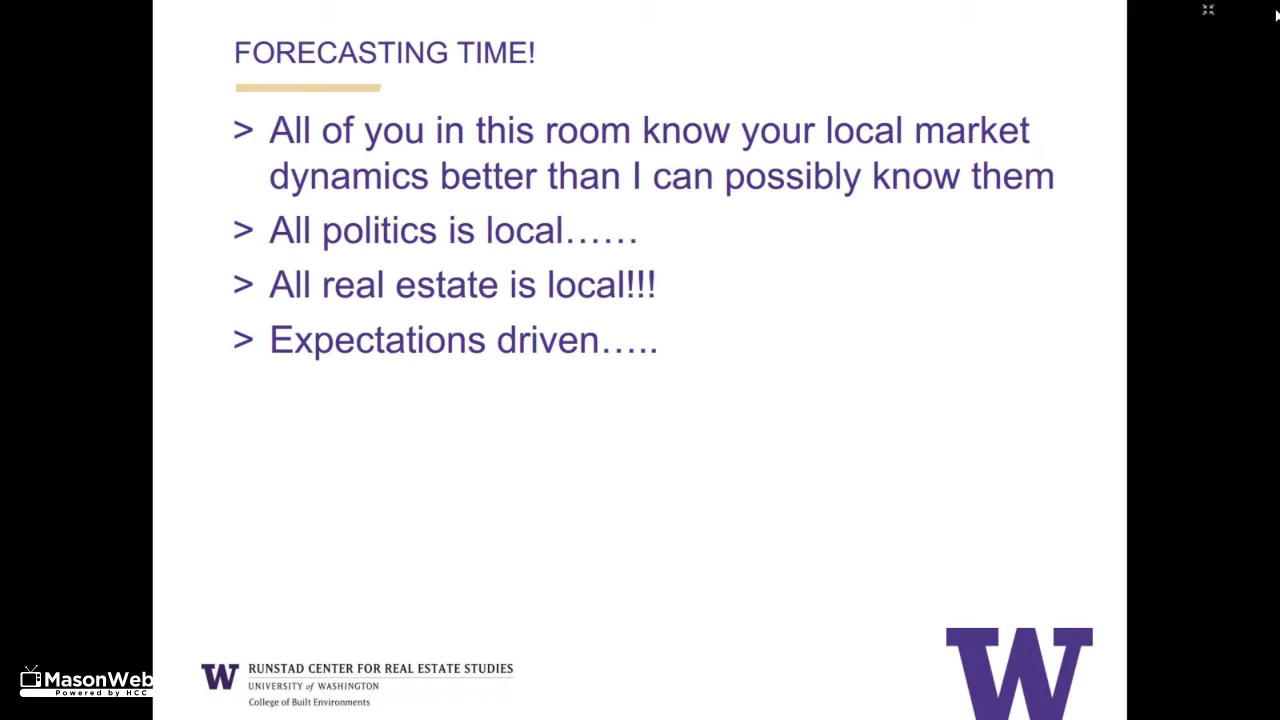 FORECASTING TIME!
> All of you in this room know your local market
dynamics better than I can possibly know them
> All politics is local……
> All real estate is local!!!
> Expectations driven…..
W RUNSTAD CENTER FOR REAL ESTATE STUDIES
UNIVERSITY of WASHINGTON
College of Built Environments
W
MasonWeb
Powered by HCC